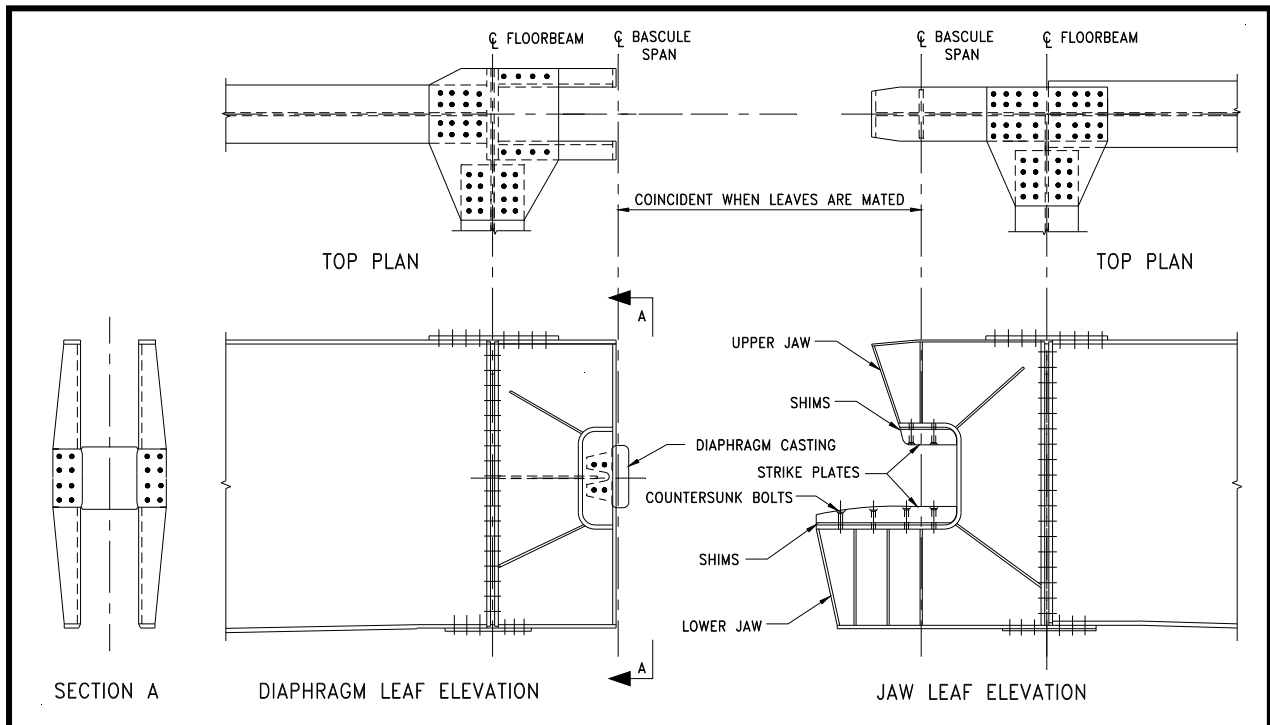 ℄ FLOORBEAM
℄ BASCULE
SPAN
℄ BASCULE
SPAN
℄ FLOORBEAM
COINCIDENT WHEN LEAVES ARE MATED
TOP PLAN
TOP PLAN
A
UPPER JAW
SHIMS
DIAPHRAGM CASTING
STRIKE PLATES
COUNTERSUNK BOLTS
SHIMS
LOWER JAW
A
SECTION A
DIAPHRAGM LEAF ELEVATION
JAW LEAF ELEVATION